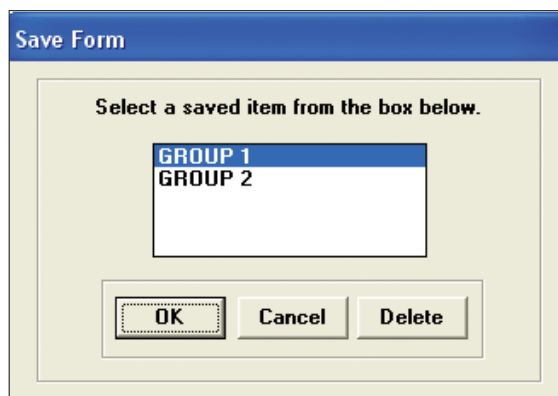 Save Form
Select a saved item from the box below.
GROUP 1
GROUP 2
OK Cancel Delete